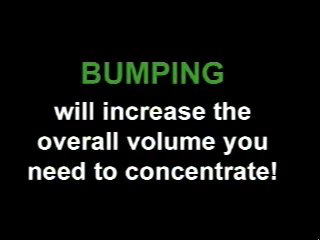 BUMPING
will increase the
overall volume you
need to concentrate!